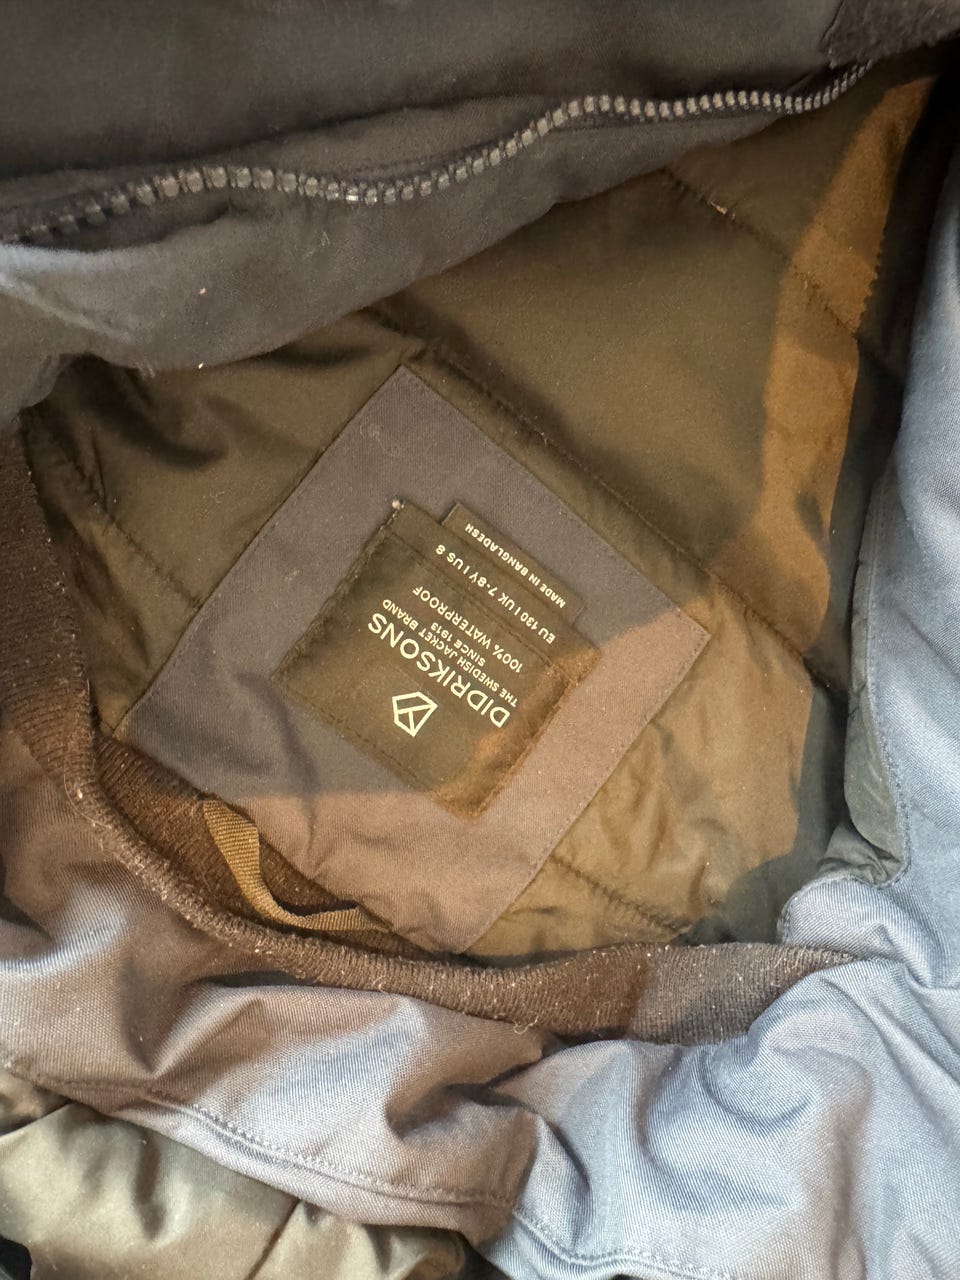 DIDRIKSONS
THE SWEDISH JACKET BRAND
SINCE 1913
100% WATERPROOF
EU 130 | UK 7-8Y | US 8
MADE IN BANGLADESH